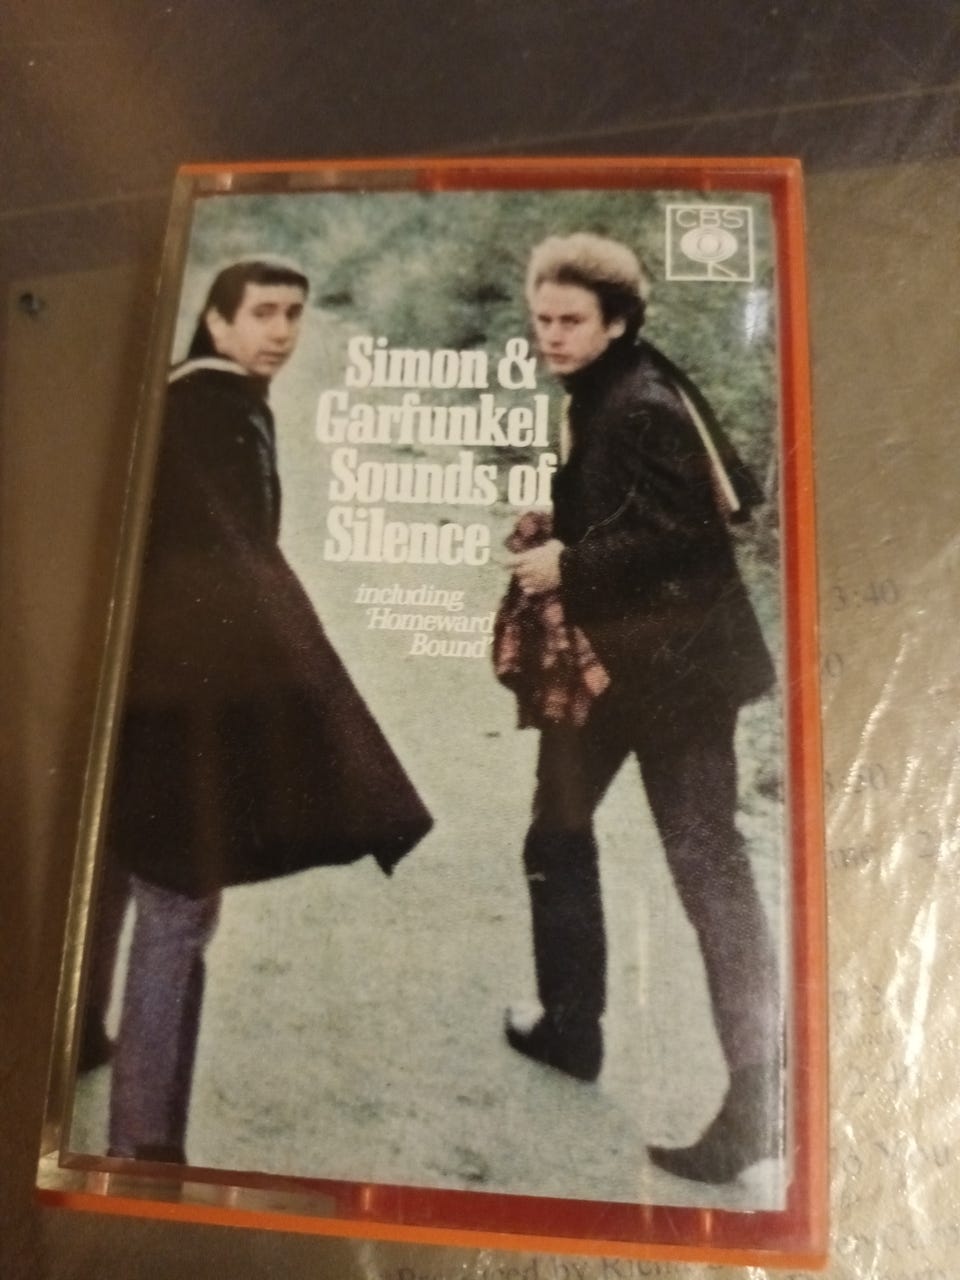 CBS
Simon &
Garfunkel
Sounds of
Silence
including
'Homeward
Bound'
3:40